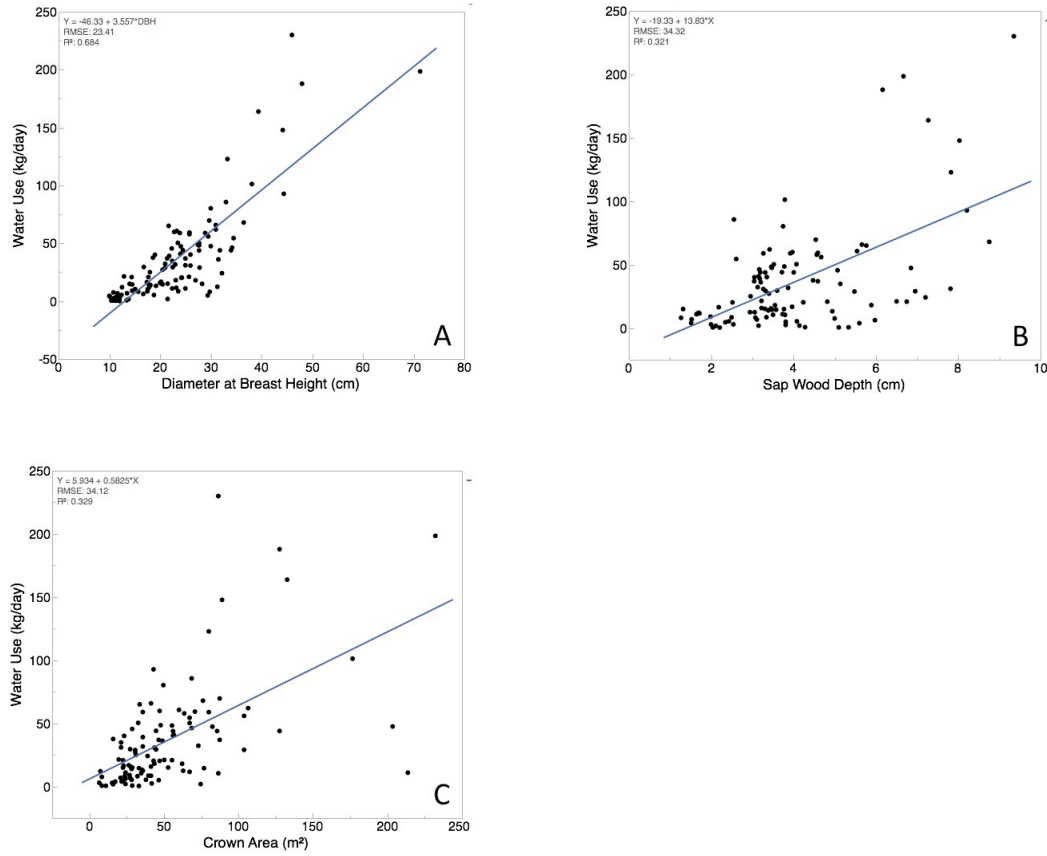 250
200
150
100
50
0
-50
Water Use (kg/day)
Y = -46.33 + 3.557*DBH
RMSE: 23.41
R²: 0.684
A
0 10 20 30 40 50 60 70 80
Diameter at Breast Height (cm)
250
200
150
100
50
0
Water Use (kg/day)
Y = -19.33 + 13.83*X
RMSE: 34.32
R²: 0.321
B
0 2 4 6 8 10
Sap Wood Depth (cm)
250
200
150
100
50
0
Water Use (kg/day)
Y = 5.934 + 0.5825*X
RMSE: 34.12
R²: 0.329
C
0 50 100 150 200 250
Crown Area (m²)